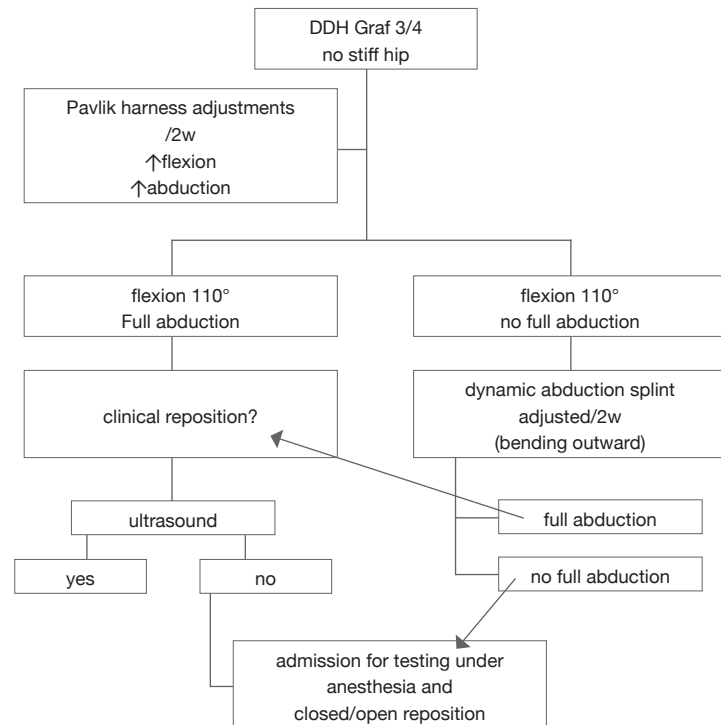 DDH Graf 3/4
no stiff hip
Pavlik harness adjustments
/2w
↑flexion
↑abduction
flexion 110°
Full abduction
flexion 110°
no full abduction
clinical reposition?
dynamic abduction splint
adjusted/2w
(bending outward)
ultrasound
full abduction
yes
no
no full abduction
admission for testing under
anesthesia and
closed/open reposition